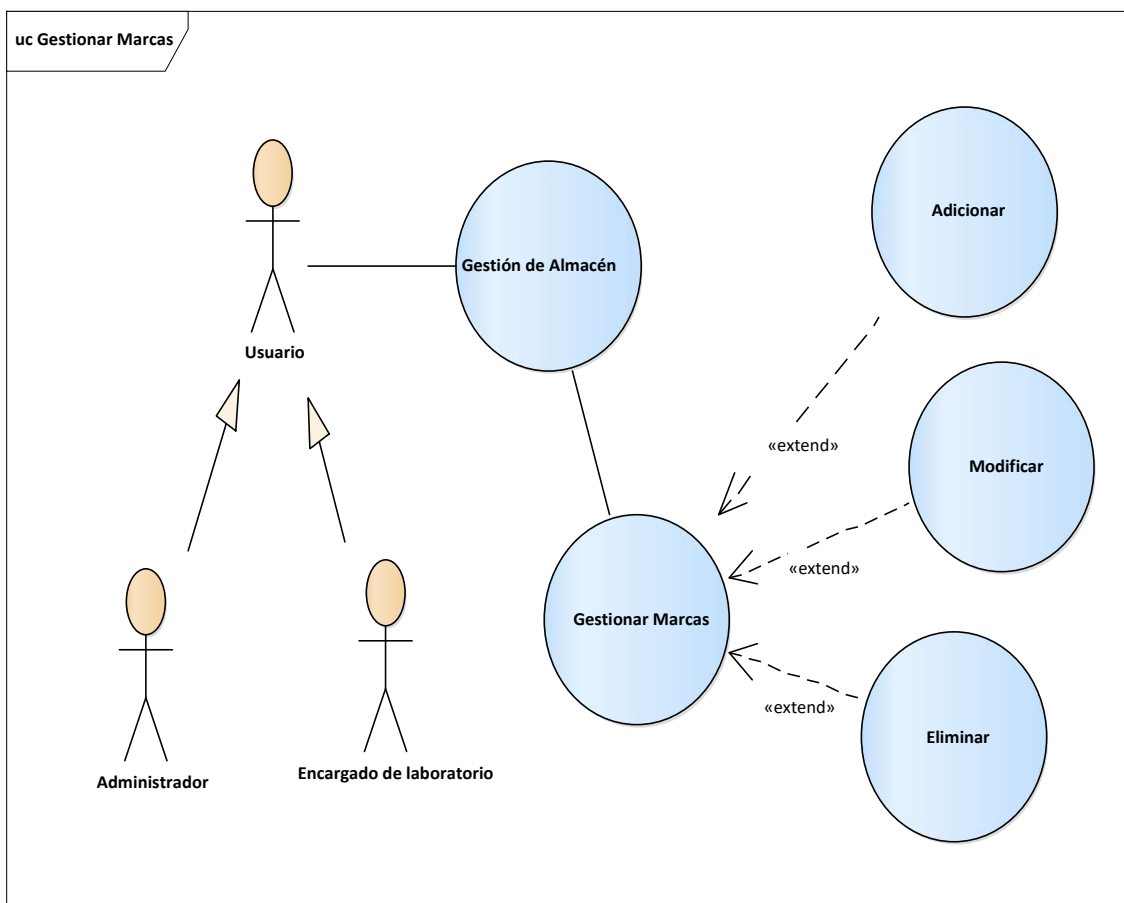 uc Gestionar Marcas
Adicionar
Gestión de Almacén
Usuario
«extend»
Modificar
«extend»
Gestionar Marcas
«extend»
Eliminar
Encargado de laboratorio
Administrador